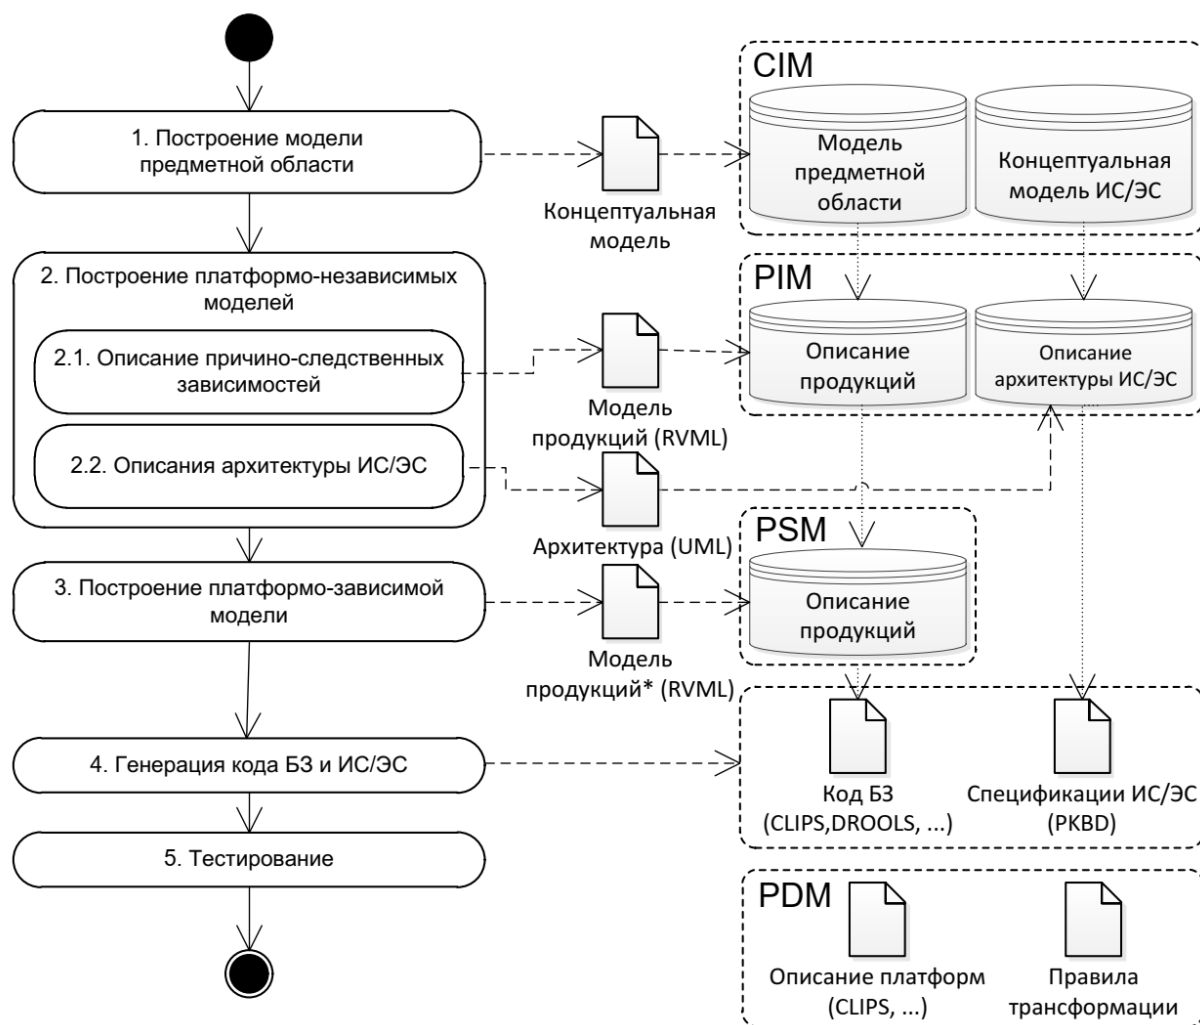 CIM
1. Построение модели
предметной области
Концептуальная
модель
Модель
предметной
области
Концептуальная
модель ИС/ЭС
2. Построение платформо-независимых
моделей
2.1. Описание причино-следственных
зависимостей
2.2. Описания архитектуры ИС/ЭС
Модель
продукций (RVML)
Архитектура (UML)
PIM
Описание
продукций
Описание
архитектуры ИС/ЭС
3. Построение платформо-зависимой
модели
Модель
продукций* (RVML)
PSM
Описание
продукций
4. Генерация кода БЗ и ИС/ЭС
Код БЗ
(CLIPS,DROOLS, ...)
Спецификации ИС/ЭС
(PKBD)
5. Тестирование
PDM
Описание платформ
(CLIPS, ...)
Правила
трансформации